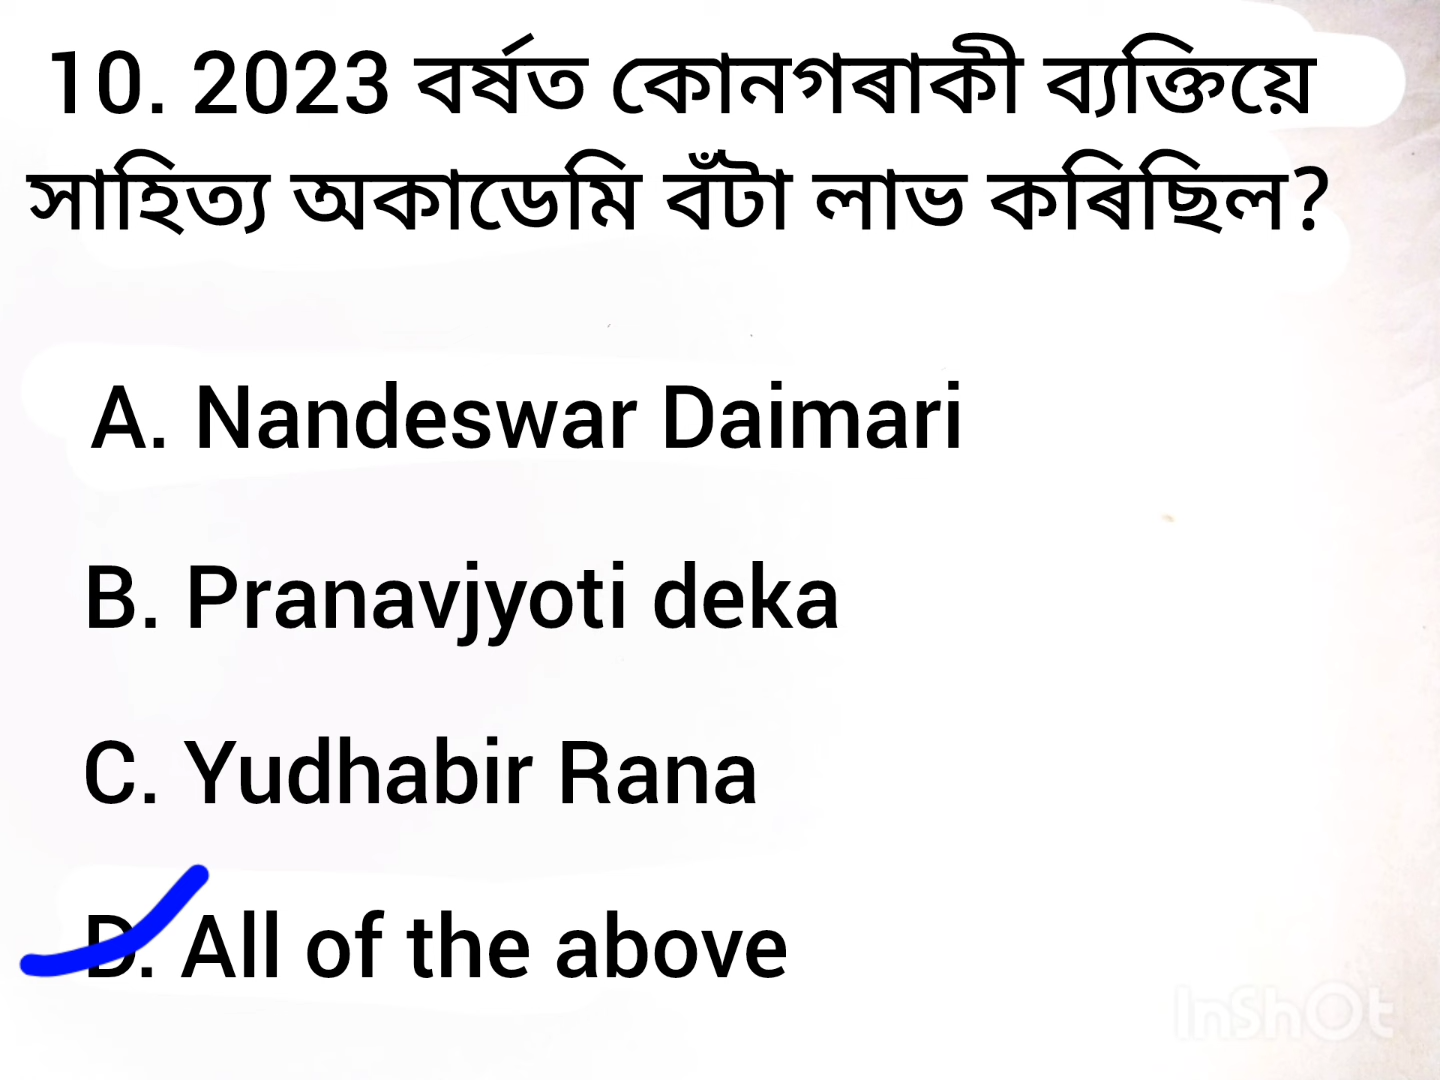 10. 2023 বৰ্ষত কোনগৰাকী ব্যক্তিয়ে
সাহিত্য অকাডেমি বঁটা লাভ কৰিছিল?
A. Nandeswar Daimari
B. Pranavjyoti deka
C. Yudhabir Rana
D. All of the above
InShOt